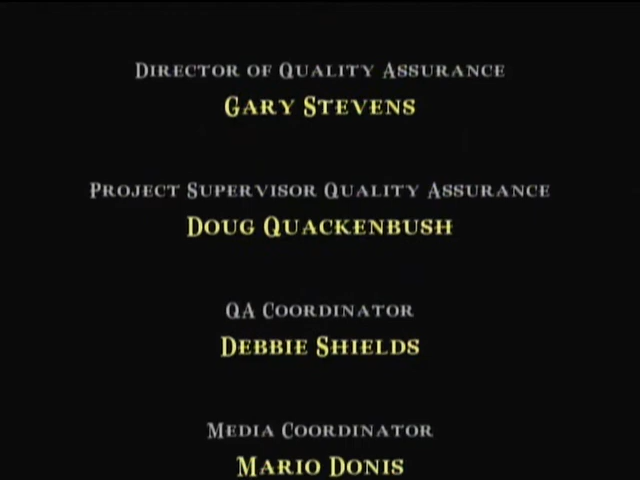 Director of Quality Assurance
Gary Stevens
Project Supervisor Quality Assurance
Doug Quackenbush
QA Coordinator
Debbie Shields
Media Coordinator
Mario Donis